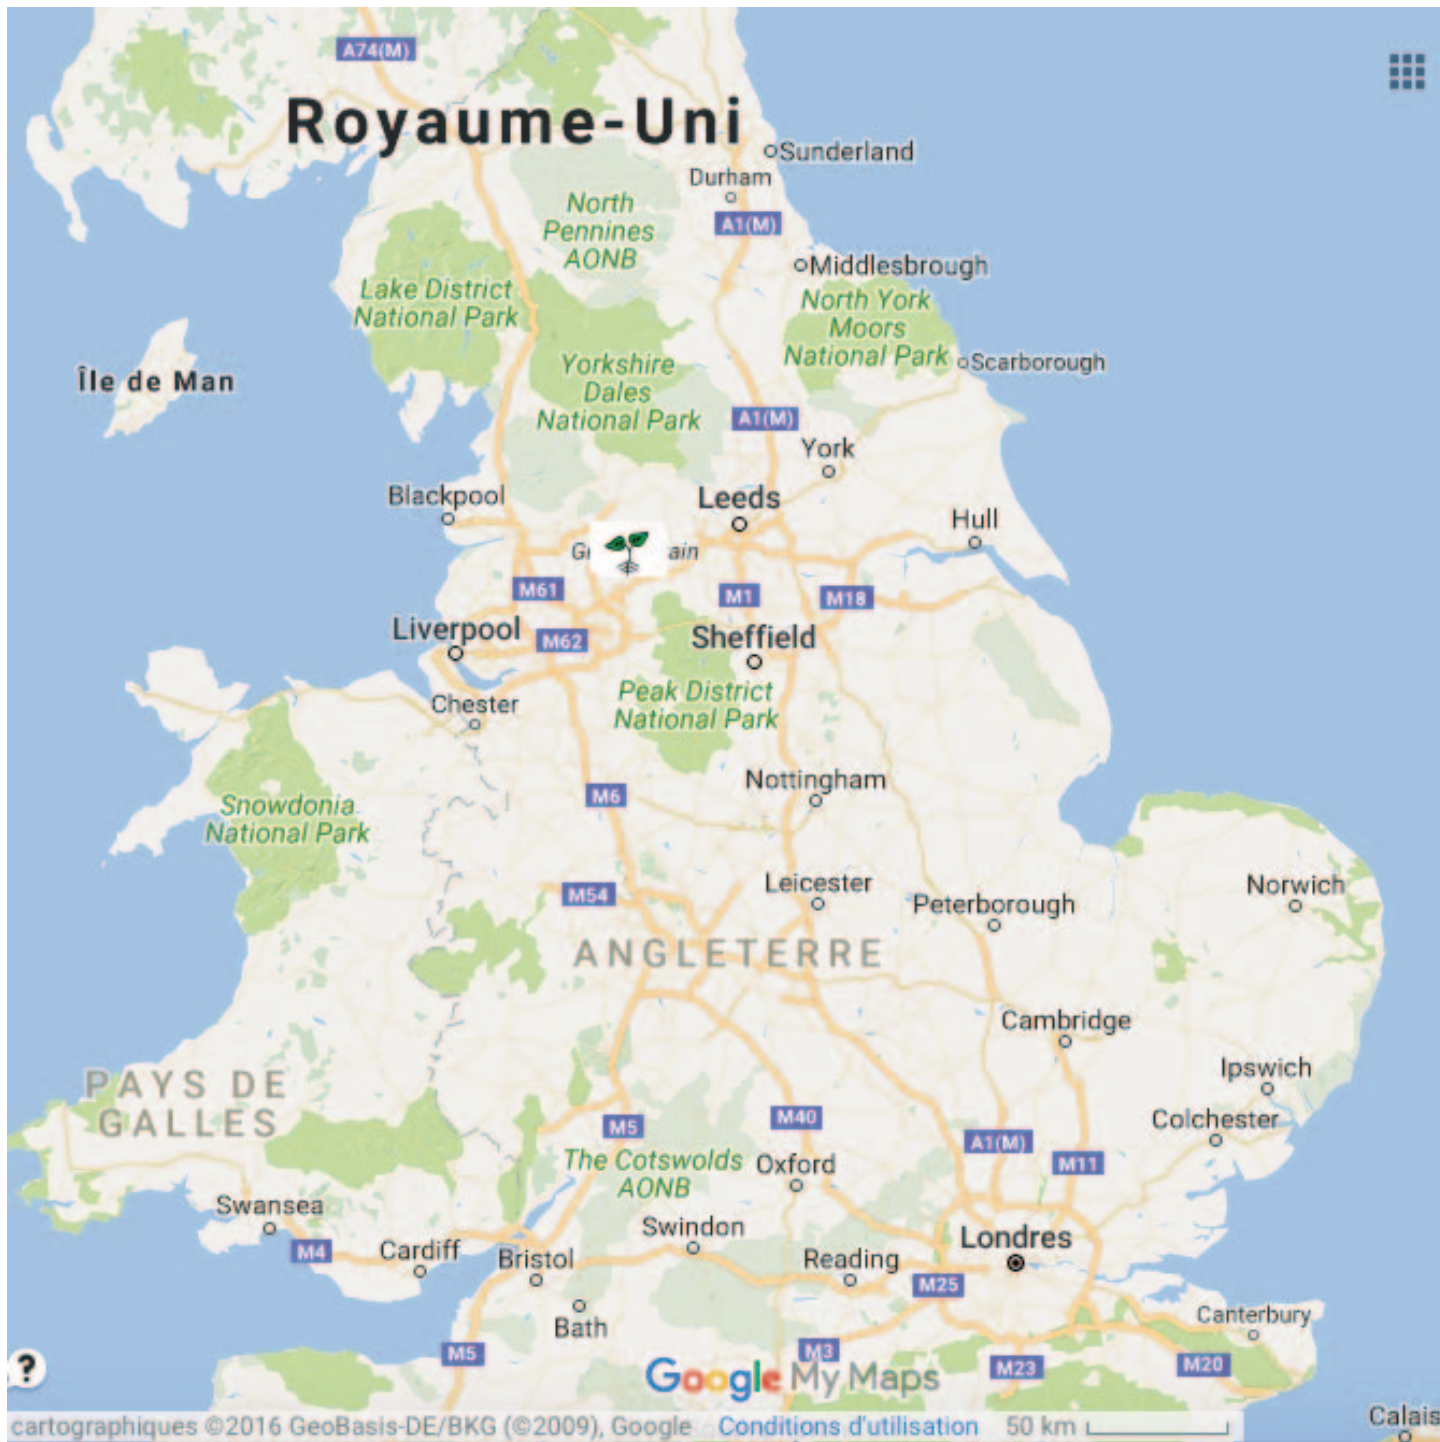 A74(M)
Royaume-Uni
Sunderland
Durham
North
Pennines
AONB
A1(M)
Middlesbrough
Lake District
National Park
North York
Moors
National Park
Scarborough
Île de Man
Yorkshire
Dales
National Park
A1(M)
York
Blackpool
Leeds
Hull
M61
M1
M18
Liverpool
M62
Sheffield
Chester
Peak District
National Park
Nottingham
M6
Snowdonia
National Park
M54
Leicester
Norwich
Peterborough
ANGLETERRE
Cambridge
Ipswich
PAYS DE
GALLES
Colchester
M5
M40
A1(M)
M11
The Cotswolds
AONB
Oxford
Swansea
Swindon
Londres
M4
Cardiff
Bristol
Reading
M25
Bath
Canterbury
M5
M3
M23
M20
?
Google My Maps
cartographiques ©2016 GeoBasis-DE/BKG (©2009), Google Conditions d'utilisation 50 km
Calais